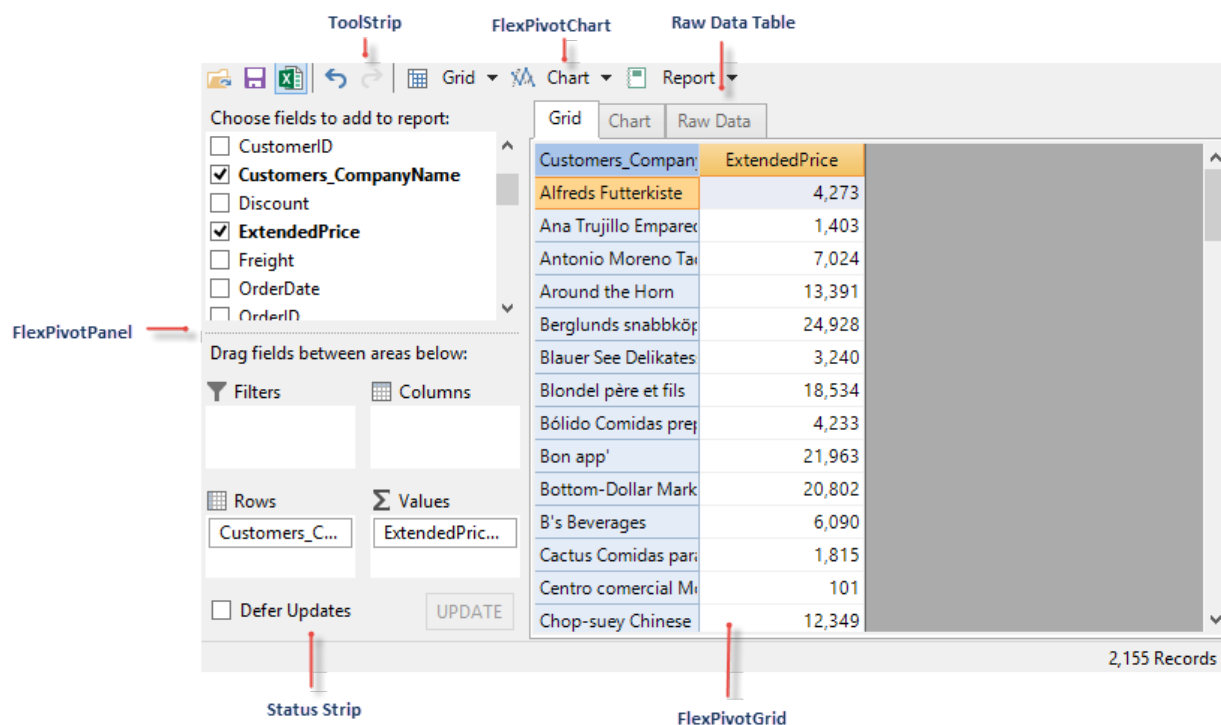 ToolStrip
FlexPivotChart
Raw Data Table
Grid Chart Report
Choose fields to add to report:
CustomerID
Customers_CompanyName
Discount
ExtendedPrice
Freight
OrderDate
OrderID
FlexPivotPanel
Drag fields between areas below:
Filters Columns
Rows Σ Values
Customers_C... ExtendedPric...
Defer Updates UPDATE
Grid Chart Raw Data
Customers_Compan ExtendedPrice
Alfreds Futterkiste 4,273
Ana Trujillo Empared 1,403
Antonio Moreno Ta 7,024
Around the Horn 13,391
Berglunds snabbköp 24,928
Blauer See Delikates 3,240
Blondel père et fils 18,534
Bólido Comidas prep 4,233
Bon app' 21,963
Bottom-Dollar Mark 20,802
B's Beverages 6,090
Cactus Comidas para 1,815
Centro comercial M 101
Chop-suey Chinese 12,349
2,155 Records
Status Strip
FlexPivotGrid